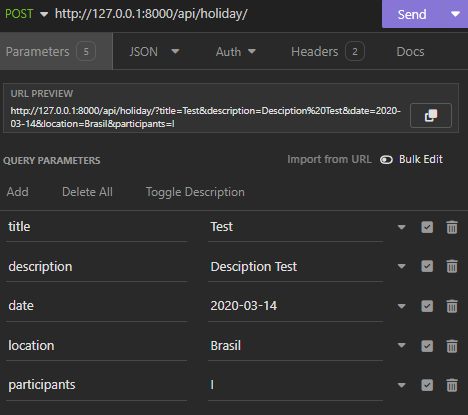 POST http://127.0.0.1:8000/api/holiday/ Send
Parameters 5 JSON Auth Headers 2 Docs
URL PREVIEW
http://127.0.0.1:8000/api/holiday/?title=Test&description=Desciption%20Test&date=2020-
03-14&location=Brasil&participants=I
QUERY PARAMETERS Import from URL Bulk Edit
Add Delete All Toggle Description
title Test
description Desciption Test
date 2020-03-14
location Brasil
participants I